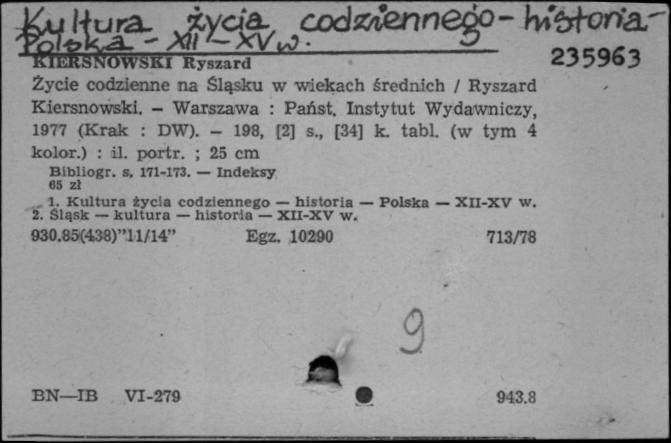 Kultura życia codziennego - historia -
Polska - XII - XV w.
235963
KIERSNOWSKI Ryszard
Życie codzienne na Śląsku w wiekach średnich / Ryszard
Kiersnowski. — Warszawa : Państ. Instytut Wydawniczy,
1977 (Krak : DW). — 198, [2] s., [34] k. tabl. (w tym 4
kolor.) : il. portr. ; 25 cm
Bibliogr. s. 171-173. — Indeksy
65 zł
1. Kultura życia codziennego — historia — Polska — XII-XV w.
2. Śląsk — kultura — historia — XII-XV w.
930.85(438)"11/14" Egz. 10290 713/78
9
BN—IB VI-279 943.8